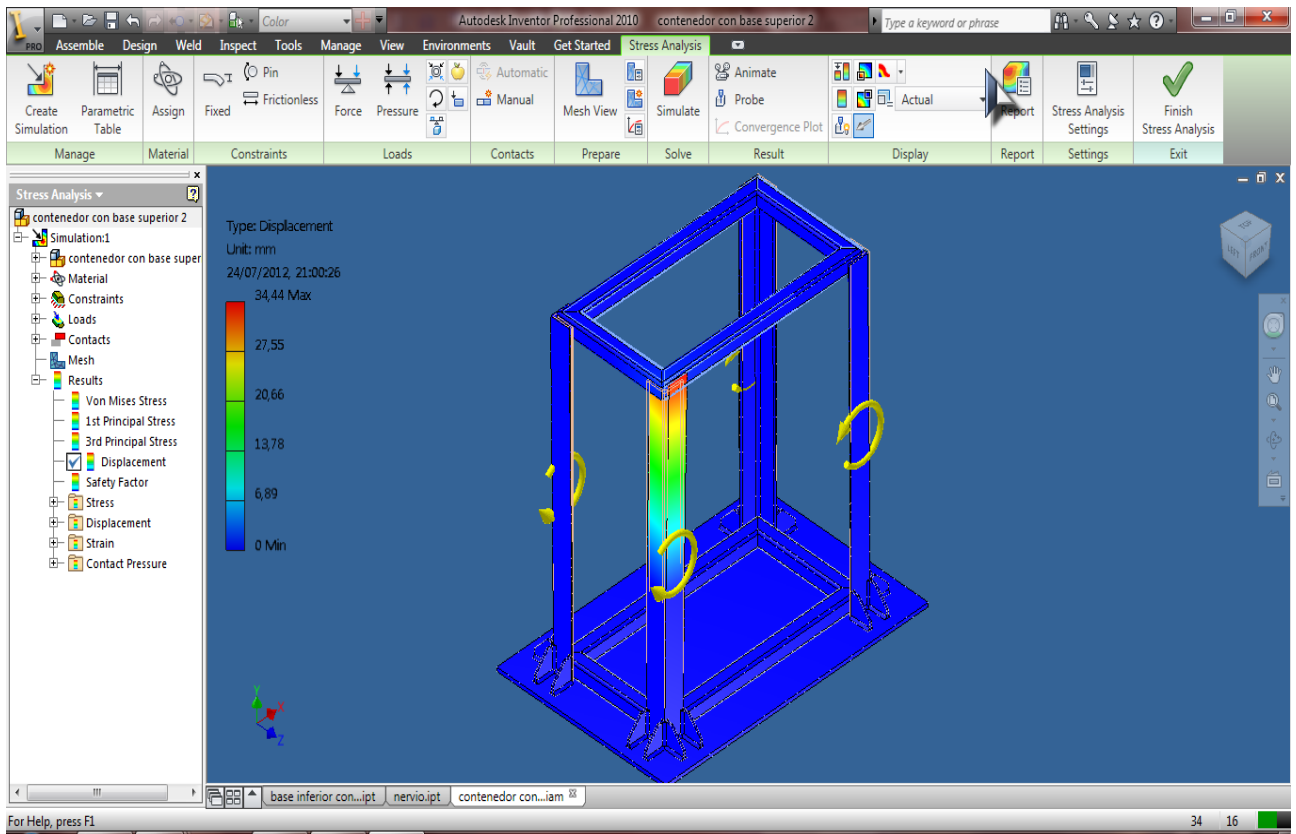 Color
Autodesk Inventor Professional 2010 contenedor con base superior 2
Type a keyword or phrase
PRO
Assemble Design Weld Inspect Tools Manage View Environments Vault Get Started Stress Analysis
Create Simulation
Parametric Table
Assign
Fixed
Pin
Frictionless
Force
Pressure
Automatic
Manual
Mesh View
Simulate
Animate
Probe
Convergence Plot
Actual
Report
Stress Analysis Settings
Finish Stress Analysis
Manage Material Constraints Loads Contacts Prepare Solve Result Display Report Settings Exit
Stress Analysis
contenedor con base superior 2
Simulation:1
contenedor con base super
Material
Constraints
Loads
Contacts
Mesh
Results
Von Mises Stress
1st Principal Stress
3rd Principal Stress
Displacement
Safety Factor
Stress
Displacement
Strain
Contact Pressure
Type: Displacement
Unit: mm
24/07/2012, 21:00:26
34,44 Max
27,55
20,66
13,78
6,89
0 Min
TOP
LEFT
FRONT
Y
X
Z
base inferior con...ipt nervio.ipt contenedor con...iam
For Help, press F1
34 16